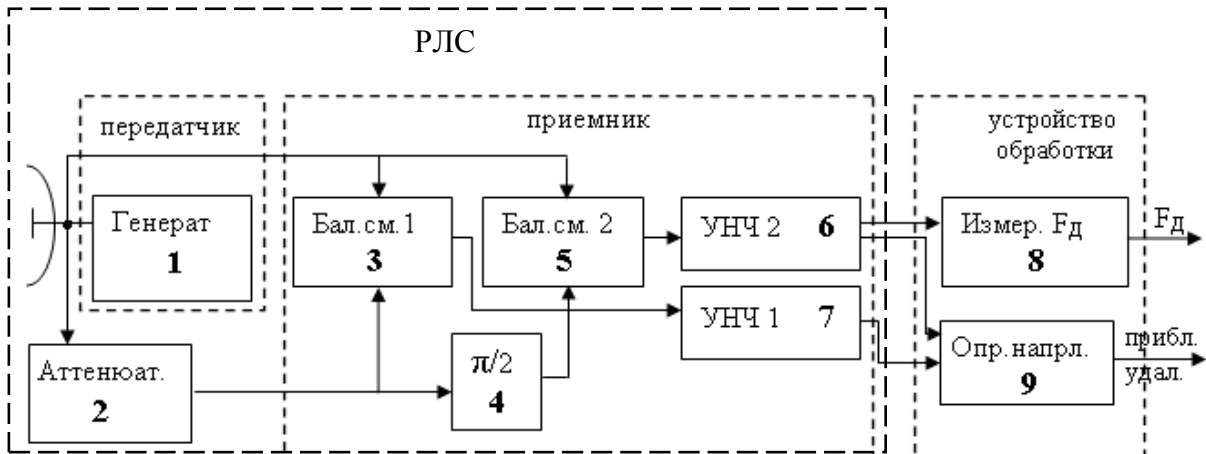 РЛС
передатчик
приемник
устройство
обработки
Генерат
1
Бал.см.1
3
Бал.см. 2
5
УНЧ 2 6
Измер. Fд
8
Fд
УНЧ 1 7
Аттенюат.
2
π/2
4
Опр.напрл.
9
прибл.
удал.